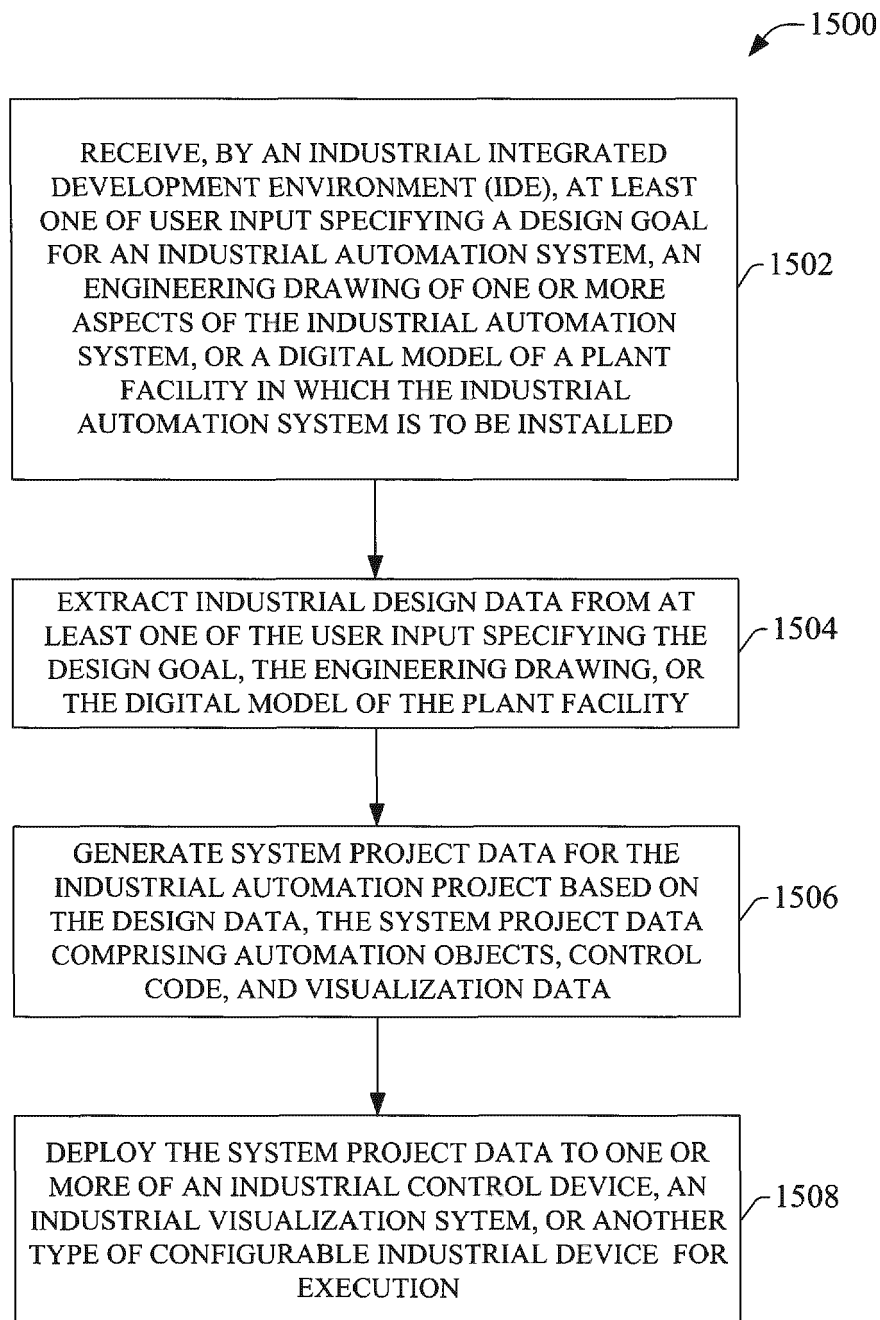 1500
RECEIVE, BY AN INDUSTRIAL INTEGRATED
DEVELOPMENT ENVIRONMENT (IDE), AT LEAST
ONE OF USER INPUT SPECIFYING A DESIGN GOAL
FOR AN INDUSTRIAL AUTOMATION SYSTEM, AN
ENGINEERING DRAWING OF ONE OR MORE
ASPECTS OF THE INDUSTRIAL AUTOMATION
SYSTEM, OR A DIGITAL MODEL OF A PLANT
FACILITY IN WHICH THE INDUSTRIAL
AUTOMATION SYSTEM IS TO BE INSTALLED
1502
EXTRACT INDUSTRIAL DESIGN DATA FROM AT
LEAST ONE OF THE USER INPUT SPECIFYING THE
DESIGN GOAL, THE ENGINEERING DRAWING, OR
THE DIGITAL MODEL OF THE PLANT FACILITY
1504
GENERATE SYSTEM PROJECT DATA FOR THE
INDUSTRIAL AUTOMATION PROJECT BASED ON
THE DESIGN DATA, THE SYSTEM PROJECT DATA
COMPRISING AUTOMATION OBJECTS, CONTROL
CODE, AND VISUALIZATION DATA
1506
DEPLOY THE SYSTEM PROJECT DATA TO ONE OR
MORE OF AN INDUSTRIAL CONTROL DEVICE, AN
INDUSTRIAL VISUALIZATION SYTEM, OR ANOTHER
TYPE OF CONFIGURABLE INDUSTRIAL DEVICE FOR
EXECUTION
1508